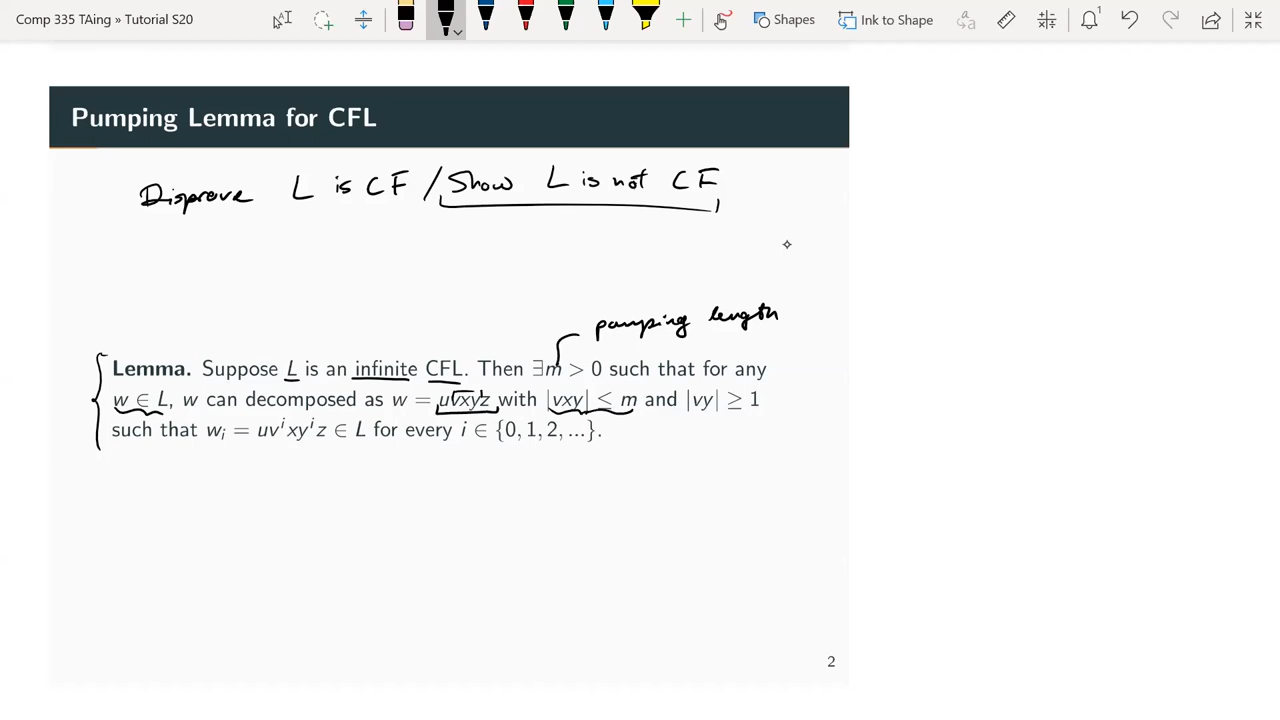 Comp 335 TAing » Tutorial S20
Shapes
Ink to Shape
1
Pumping Lemma for CFL
Disprove L is CF / Show L is not CF
pumping length
Lemma. Suppose L is an infinite CFL. Then ∃m > 0 such that for any
w ∈ L, w can decomposed as w = uvxyz with |vxy| ≤ m and |vy| ≥ 1
such that wᵢ = uvⁱxyⁱz ∈ L for every i ∈ {0, 1, 2, ...}.
2